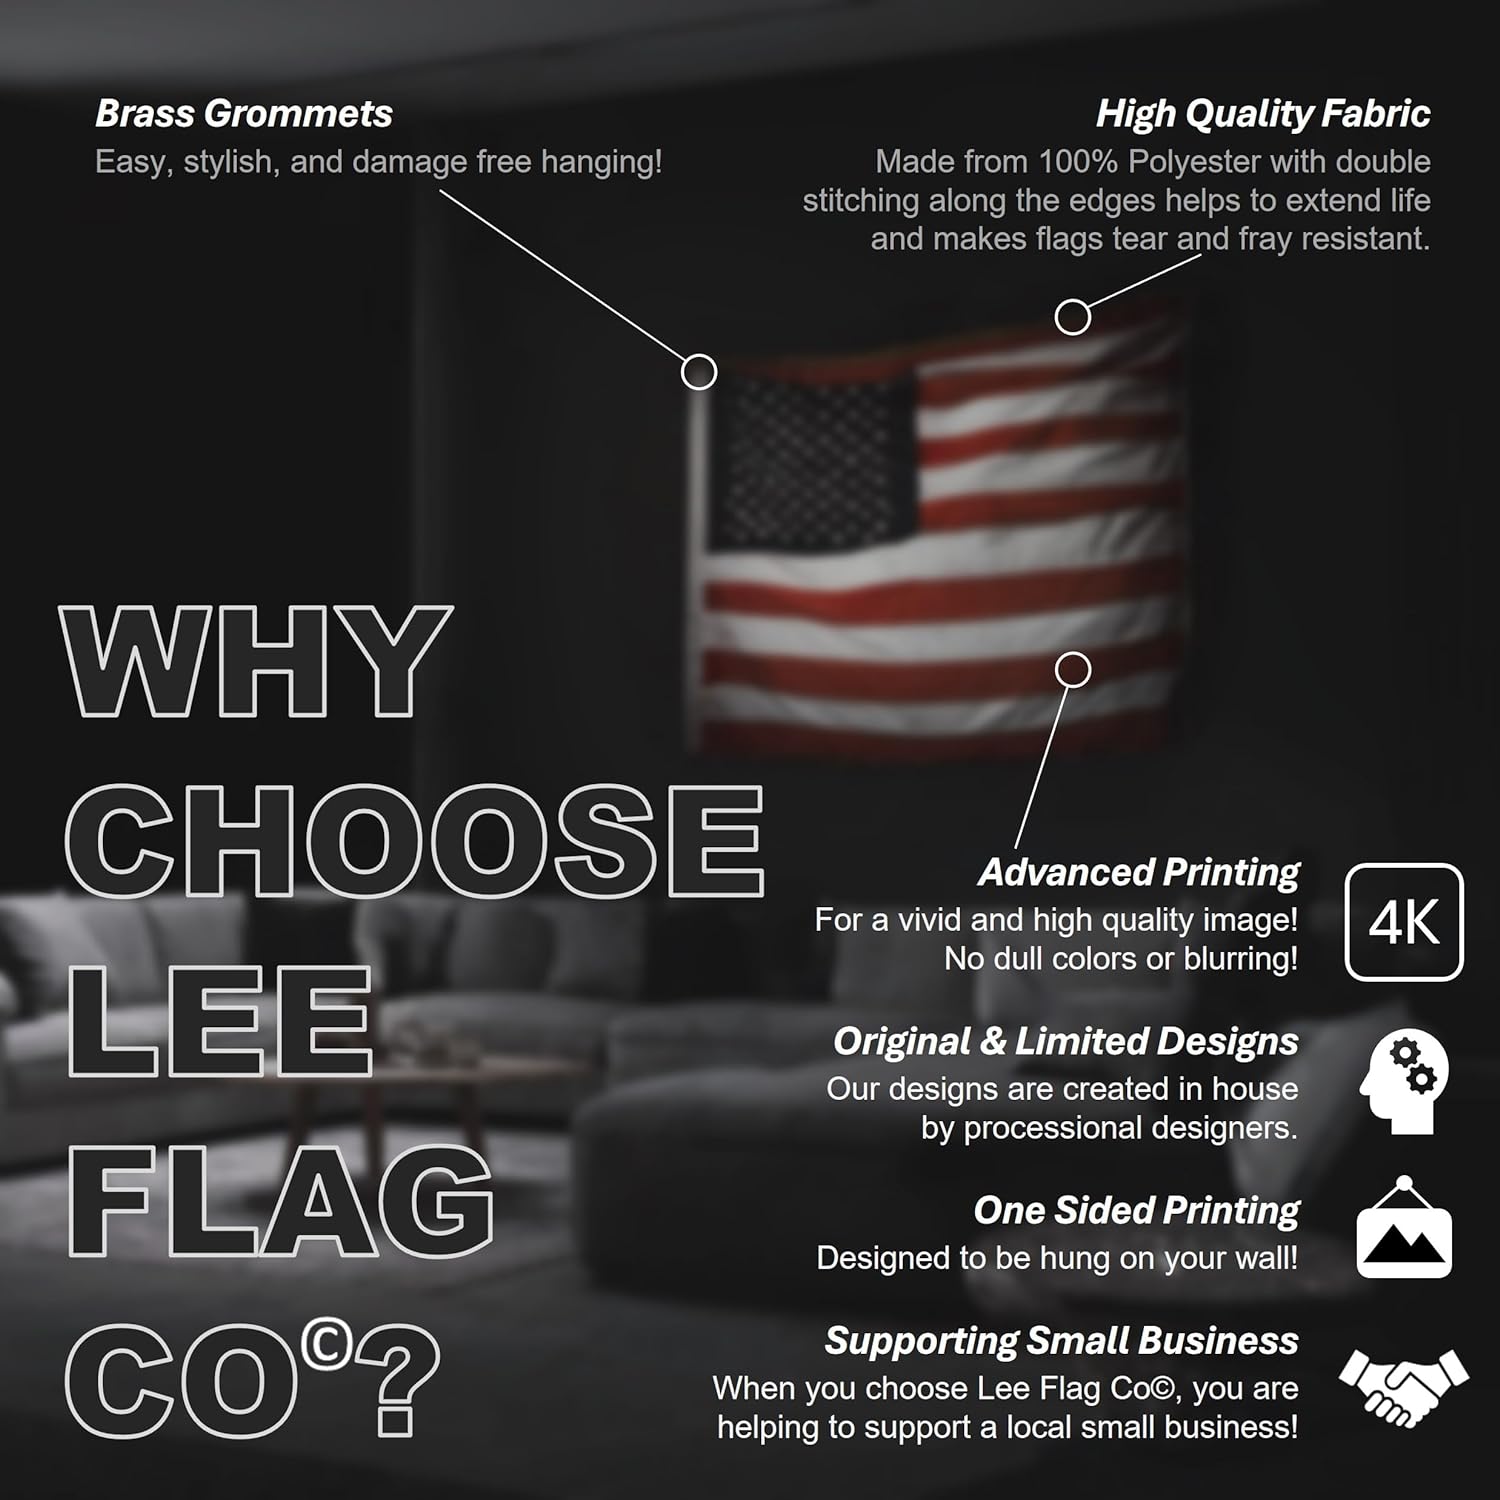 Brass Grommets
Easy, stylish, and damage free hanging!
High Quality Fabric
Made from 100% Polyester with double
stitching along the edges helps to extend life
and makes flags tear and fray resistant.
WHY
CHOOSE
LEE
FLAG
CO©?
Advanced Printing
For a vivid and high quality image!
No dull colors or blurring!
4K
Original & Limited Designs
Our designs are created in house
by processional designers.
One Sided Printing
Designed to be hung on your wall!
Supporting Small Business
When you choose Lee Flag Co©, you are
helping to support a local small business!